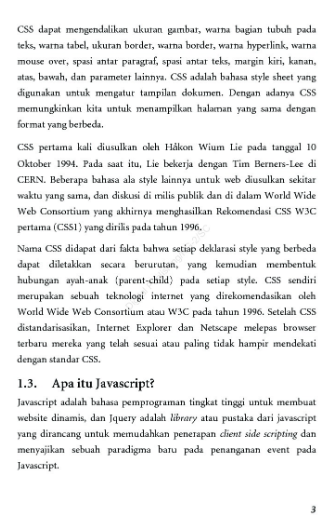 CSS dapat mengendalikan ukuran gambar, warna bagian tubuh pada
teks, warna tabel, ukuran border, warna border, warna hyperlink, warna
mouse over, spasi antar paragraf, spasi antar teks, margin kiri, kanan,
atas, bawah, dan parameter lainnya. CSS adalah bahasa style sheet yang
digunakan untuk mengatur tampilan dokumen. Dengan adanya CSS
memungkinkan kita untuk menampilkan halaman yang sama dengan
format yang berbeda.
CSS pertama kali diusulkan oleh Håkon Wium Lie pada tanggal 10
Oktober 1994. Pada saat itu, Lie bekerja dengan Tim Berners-Lee di
CERN. Beberapa bahasa ala style lainnya untuk web diusulkan sekitar
waktu yang sama, dan diskusi di milis publik dan di dalam World Wide
Web Consortium yang akhirnya menghasilkan Rekomendasi CSS W3C
pertama (CSS1) yang dirilis pada tahun 1996.
Nama CSS didapat dari fakta bahwa setiap deklarasi style yang berbeda
dapat diletakkan secara berurutan, yang kemudian membentuk
hubungan ayah-anak (parent-child) pada setiap style. CSS sendiri
merupakan sebuah teknologi internet yang direkomendasikan oleh
World Wide Web Consortium atau W3C pada tahun 1996. Setelah CSS
distandarisasikan, Internet Explorer dan Netscape melepas browser
terbaru mereka yang telah sesuai atau paling tidak hampir mendekati
dengan standar CSS.
1.3. Apa itu Javascript?
Javascript adalah bahasa pemprograman tingkat tinggi untuk membuat
website dinamis, dan Jquery adalah library atau pustaka dari javascript
yang dirancang untuk memudahkan penerapan client side scripting dan
menyajikan sebuah paradigma baru pada penanganan event pada
Javascript.
3